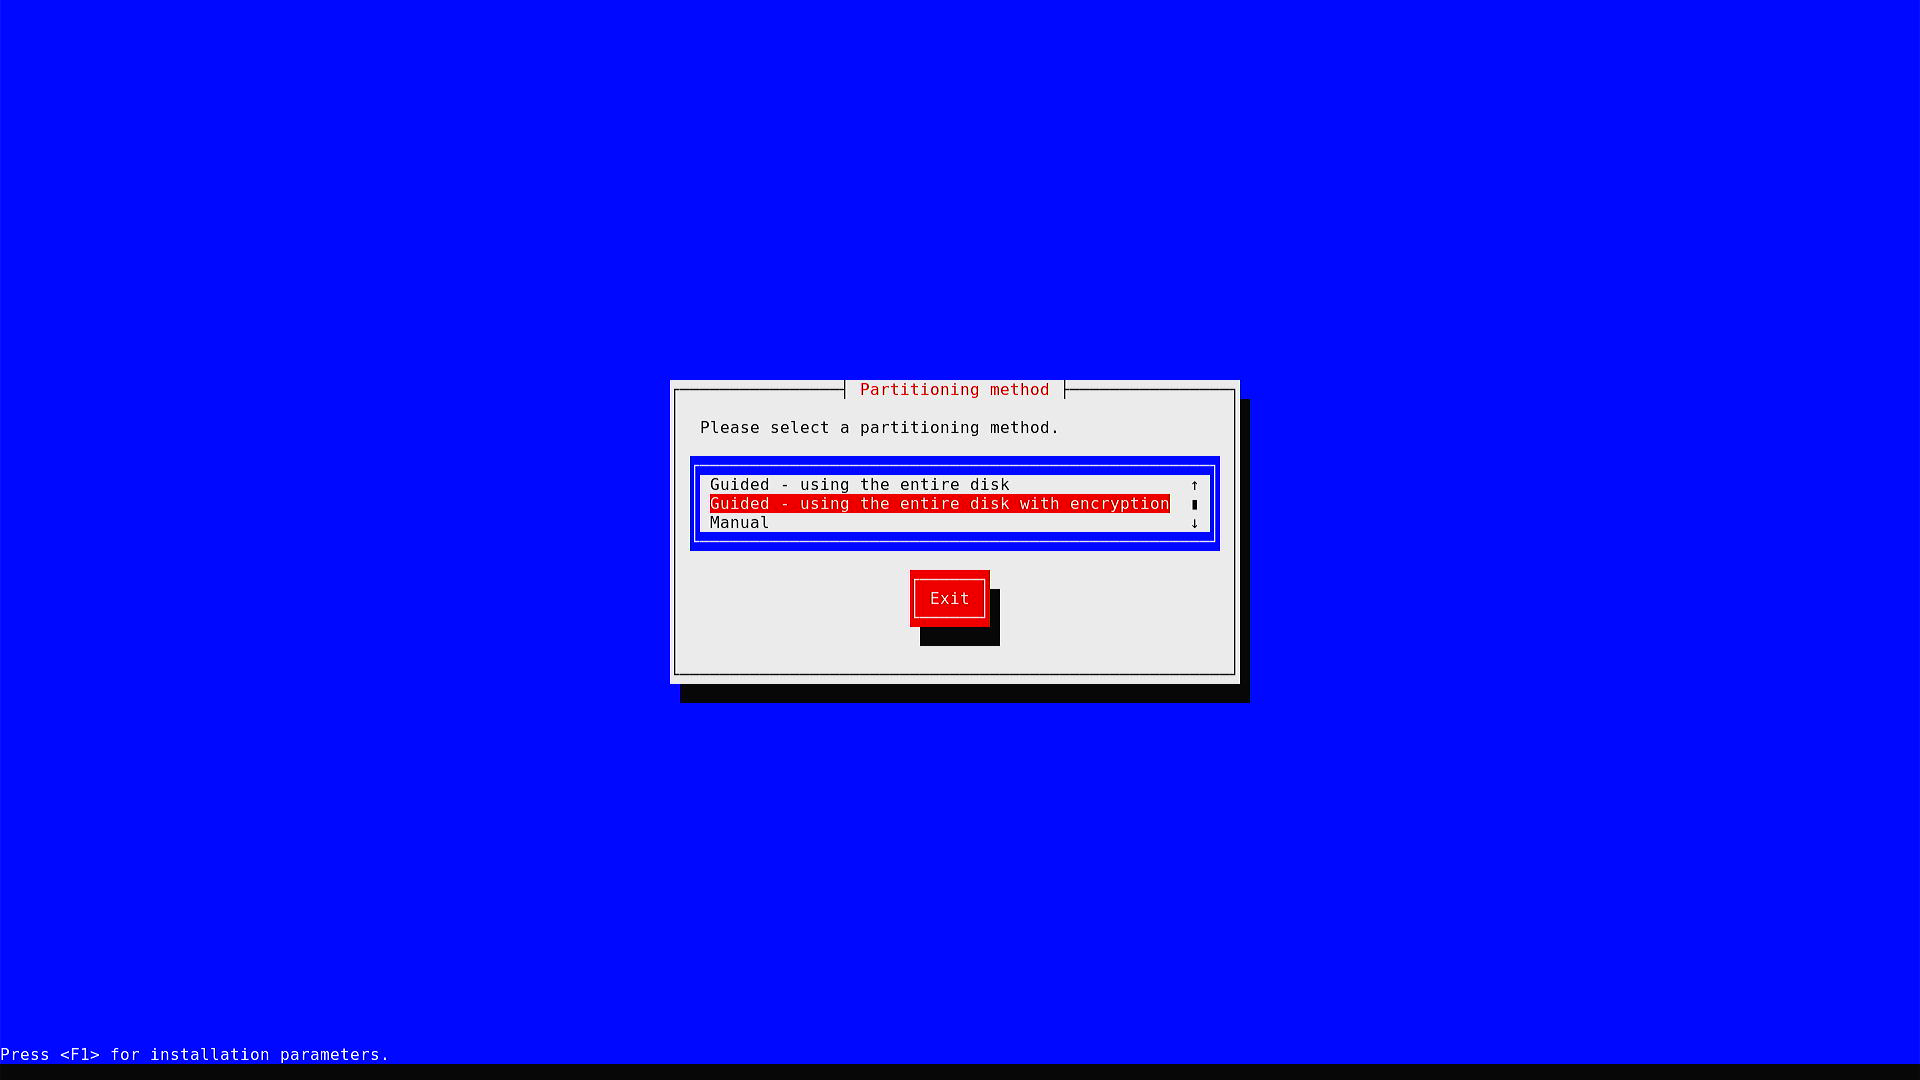 Partitioning method
Please select a partitioning method.
Guided - using the entire disk ↑
Guided - using the entire disk with encryption
Manual ↓
Exit
Press <F1> for installation parameters.